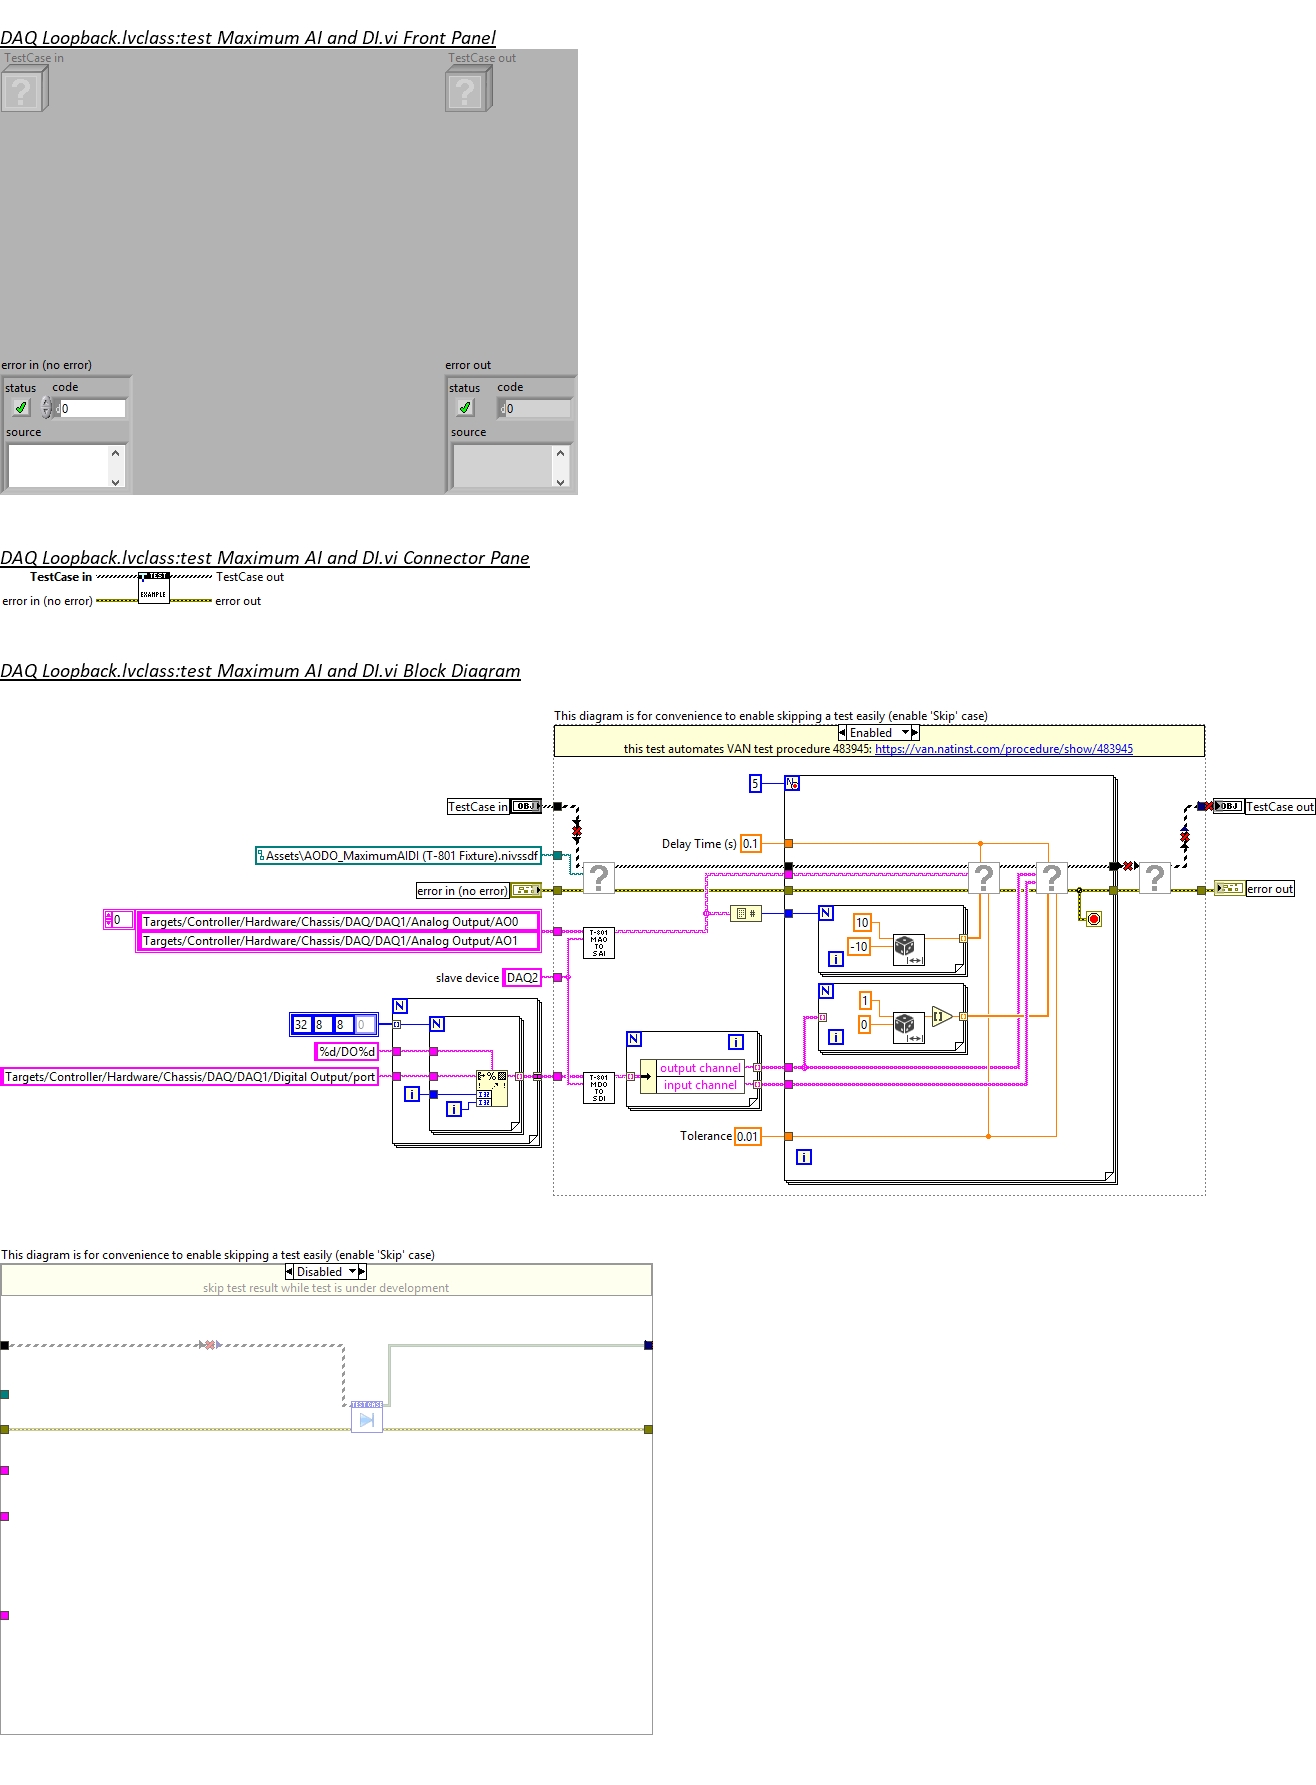 DAQ Loopback.lvclass:test Maximum AI and DI.vi Front Panel
TestCase in
TestCase out
?
?
error in (no error)
error out
status
code
status
code
0
0
source
source
DAQ Loopback.lvclass:test Maximum AI and DI.vi Connector Pane
TestCase in
TEST
TestCase out
error in (no error)
EXAMPLE
error out
DAQ Loopback.lvclass:test Maximum AI and DI.vi Block Diagram
This diagram is for convenience to enable skipping a test easily (enable 'Skip' case)
Enabled
this test automates VAN test procedure 483945: https://van.natinst.com/procedure/show/483945
5
N
TestCase in
OBJ
OBJ
TestCase out
Delay Time (s)
0.1
Assets\AODO_MaximumAIDI (T-801 Fixture).nivssdf
?
?
?
?
error in (no error)
error out
0
Targets/Controller/Hardware/Chassis/DAQ/DAQ1/Analog Output/AO0
Targets/Controller/Hardware/Chassis/DAQ/DAQ1/Analog Output/AO1
#
N
10
-10
i
T-801
MAO
TO
SAI
slave device
DAQ2
N
1
0
i
N
32
8
8
0
N
%d/DO%d
N
i
output channel
input channel
Targets/Controller/Hardware/Chassis/DAQ/DAQ1/Digital Output/port
T-801
MDO
TO
SDI
i
i
I32
I32
Tolerance
0.01
i
This diagram is for convenience to enable skipping a test easily (enable 'Skip' case)
Disabled
skip test result while test is under development
TEST CASE